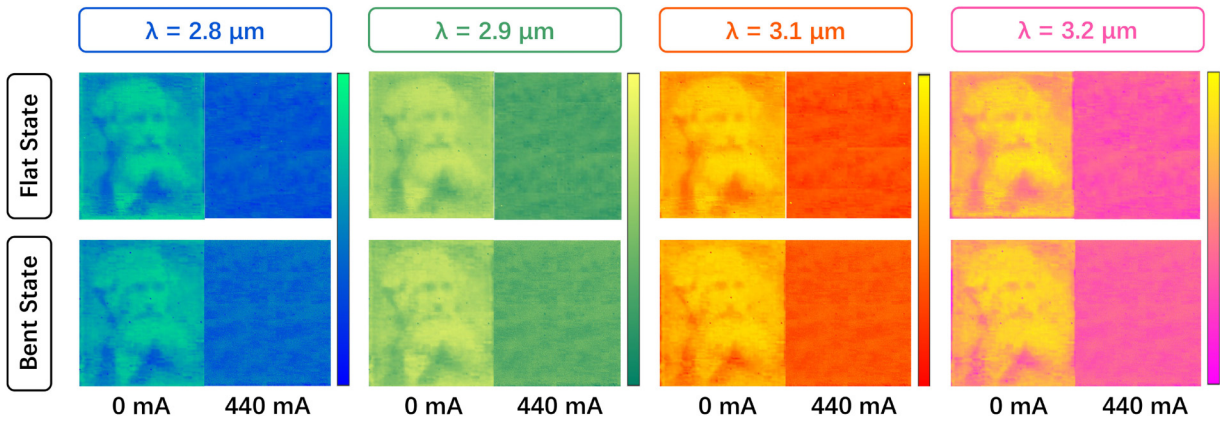 λ = 2.8 μm
λ = 2.9 μm
λ = 3.1 μm
λ = 3.2 μm
Flat State
Bent State
0 mA
440 mA
0 mA
440 mA
0 mA
440 mA
0 mA
440 mA